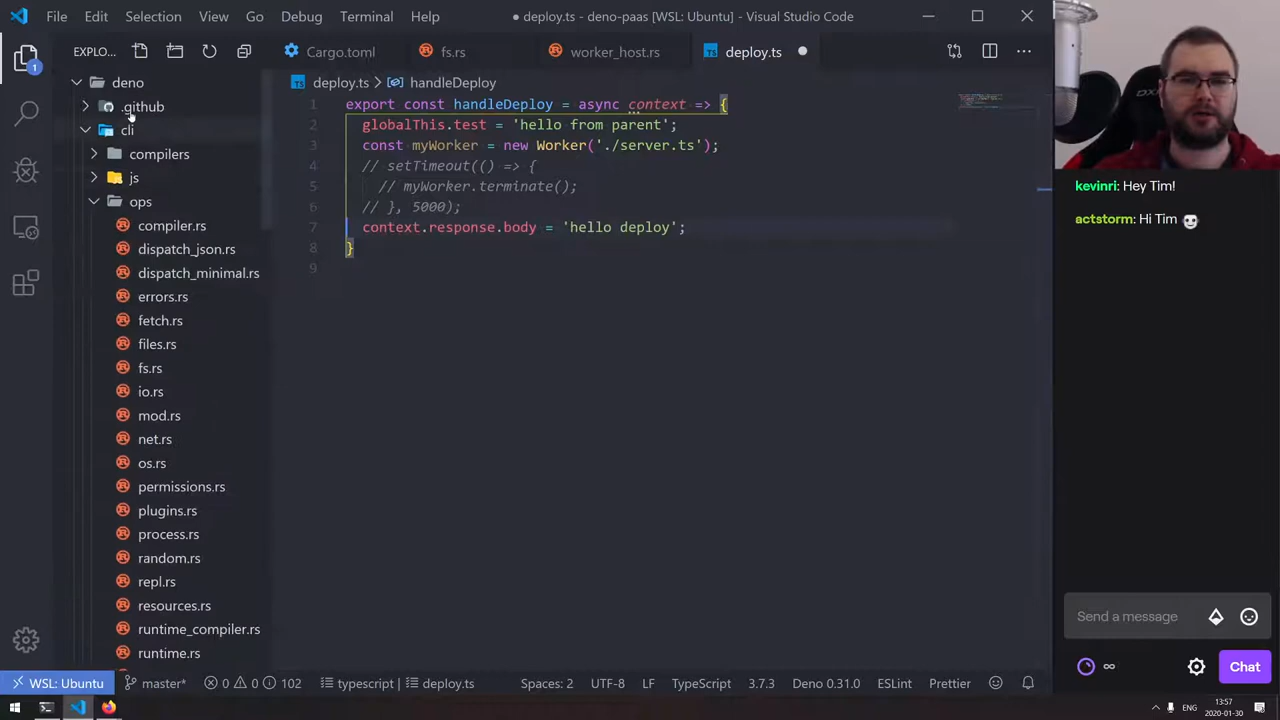 File Edit Selection View Go Debug Terminal Help
● deploy.ts - deno-paas [WSL: Ubuntu] - Visual Studio Code
EXPLO...
Cargo.toml
fs.rs
worker_host.rs
deploy.ts
deno
.github
cli
compilers
js
ops
compiler.rs
dispatch_json.rs
dispatch_minimal.rs
errors.rs
fetch.rs
files.rs
fs.rs
io.rs
mod.rs
net.rs
os.rs
permissions.rs
plugins.rs
process.rs
random.rs
repl.rs
resources.rs
runtime_compiler.rs
runtime.rs
deploy.ts > handleDeploy
1 export const handleDeploy = async context => {
2 globalThis.test = 'hello from parent';
3 const myWorker = new Worker('./server.ts');
4 // setTimeout(() => {
5 // myWorker.terminate();
6 // }, 5000);
7 context.response.body = 'hello deploy';
8 }
9
1
kevinri: Hey Tim!
actstorm: Hi Tim
Send a message
∞
Chat
WSL: Ubuntu master* 0 0 102 typescript | deploy.ts Spaces: 2 UTF-8 LF TypeScript 3.7.3 Deno 0.31.0 ESLint Prettier
ENG
13:57
2020-01-30